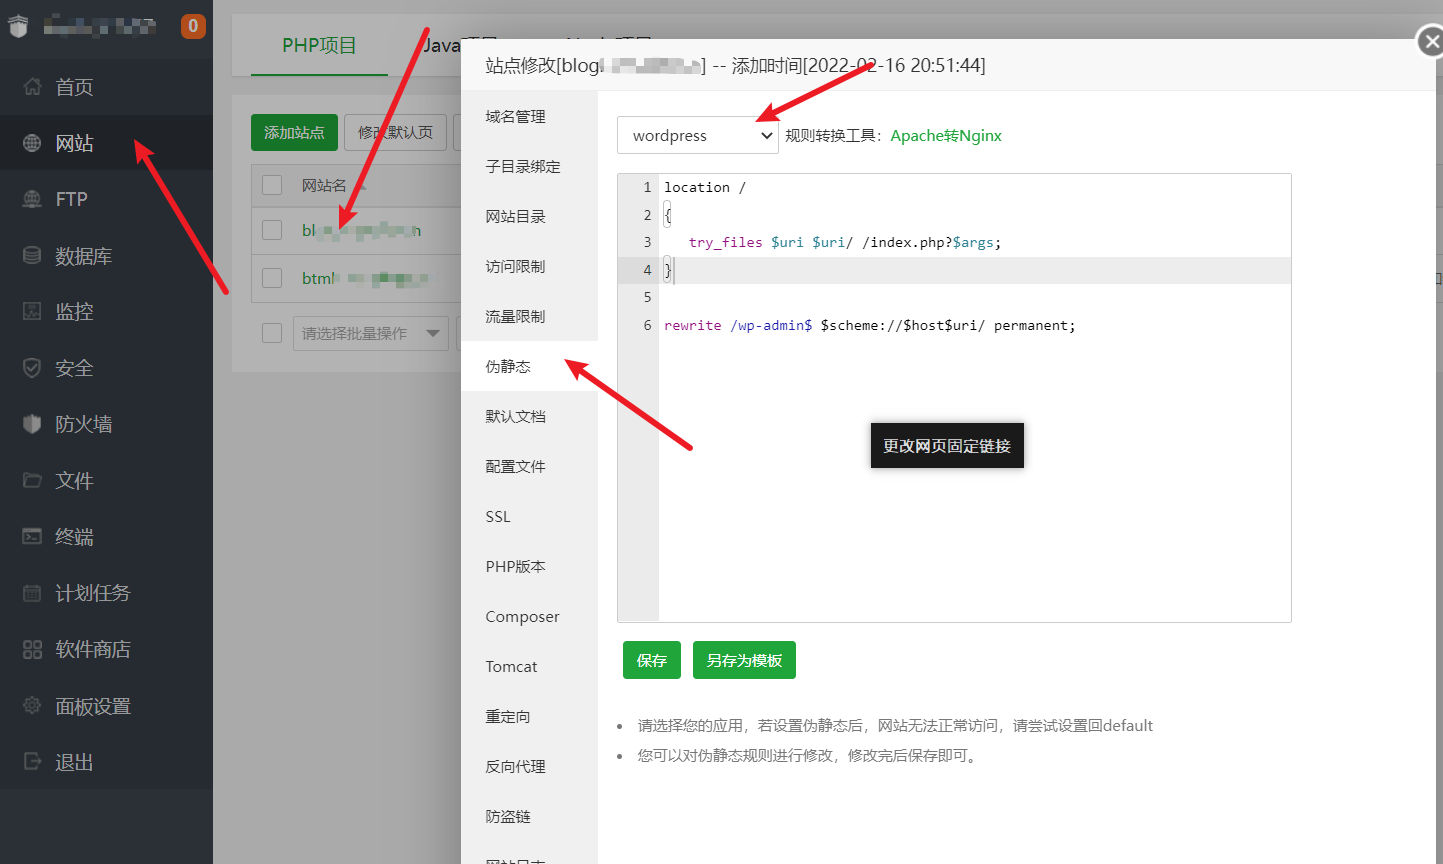 0
首页
网站
FTP
数据库
监控
安全
防火墙
文件
终端
计划任务
软件商店
面板设置
退出
PHP项目
Java项目
添加站点
修改默认页
网站名
请选择批量操作
站点修改[blog. ] -- 添加时间[2022-02-16 20:51:44]
域名管理
子目录绑定
网站目录
访问限制
流量限制
伪静态
默认文档
配置文件
SSL
PHP版本
Composer
Tomcat
重定向
反向代理
防盗链
wordpress
规则转换工具：Apache转Nginx
1 location /
2 {
3 try_files $uri $uri/ /index.php?$args;
4 }
5
6 rewrite /wp-admin$ $scheme://$host$uri/ permanent;
更改网页固定链接
保存
另存为模板
请选择您的应用，若设置伪静态后，网站无法正常访问，请尝试设置回default
您可以对伪静态规则进行修改，修改完后保存即可。